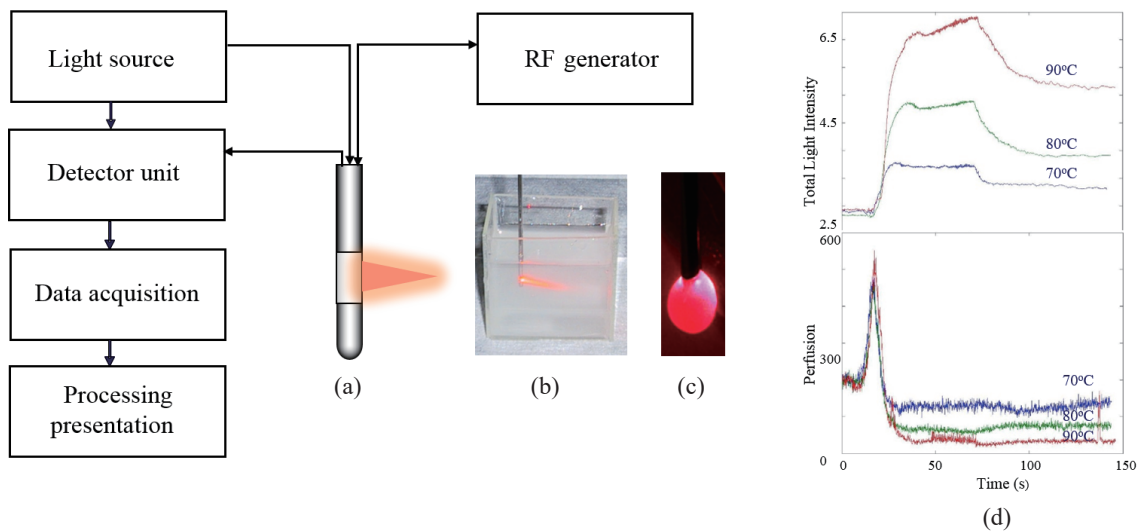 Light source
RF generator
Detector unit
Data acquisition
Processing
presentation
(a)
(b)
(c)
Total Light Intensity
6.5
4.5
2.5
90°C
80°C
70°C
Perfusion
600
300
0
70°C
80°C
90°C
0
50
100
150
Time (s)
(d)